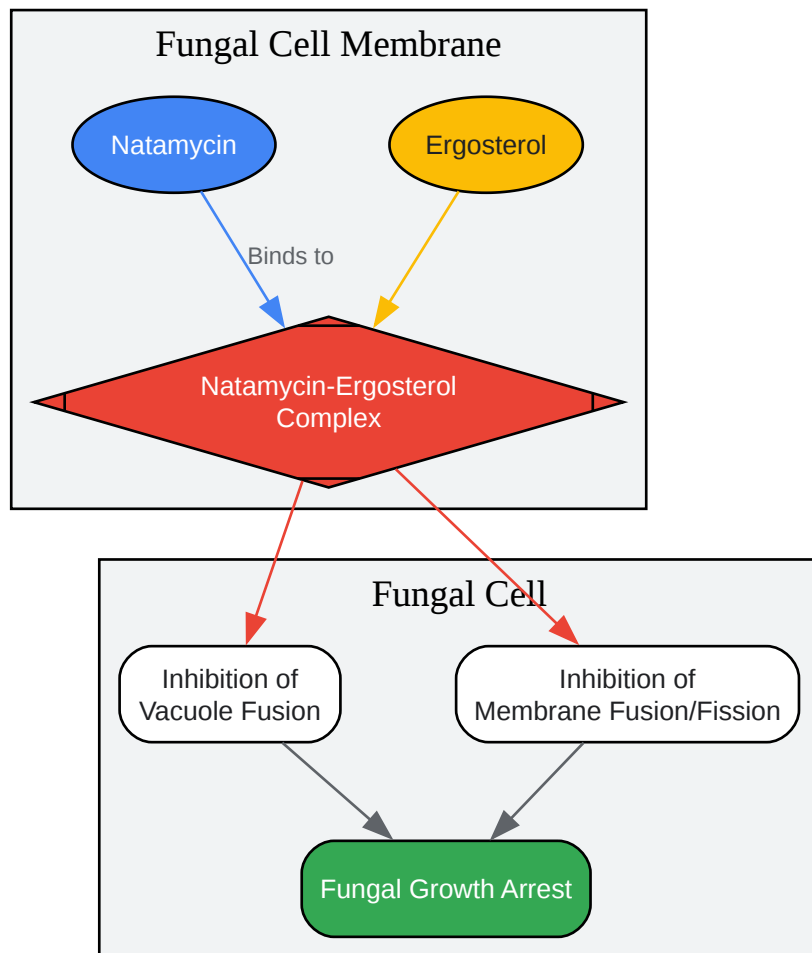 Fungal Cell Membrane
Natamycin
Ergosterol
Binds to
Natamycin-Ergosterol
Complex
Fungal Cell
Inhibition of
Vacuole Fusion
Inhibition of
Membrane Fusion/Fission
Fungal Growth Arrest